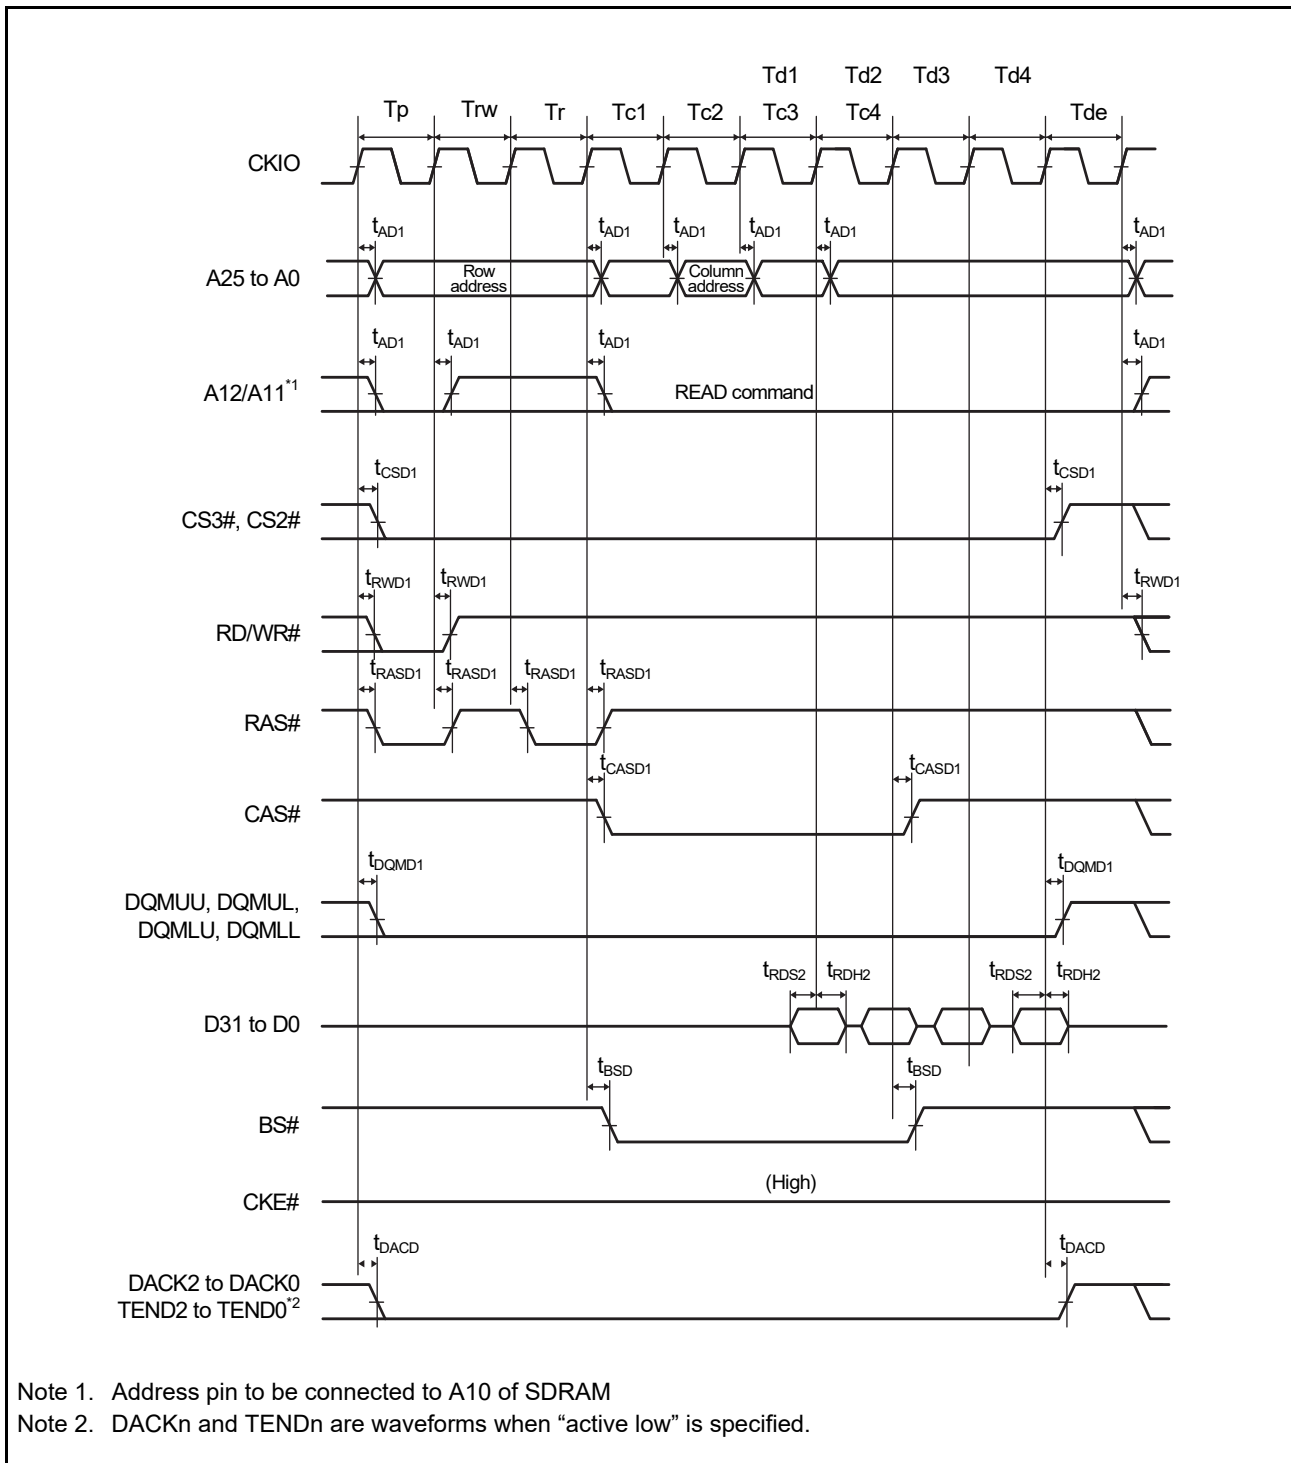 Td1 Td2 Td3 Td4
Tp Trw Tr Tc1 Tc2 Tc3 Tc4 Tde
CKIO
tAD1 tAD1 tAD1 tAD1 tAD1 tAD1
A25 to A0
Row address
Column address
tAD1 tAD1 tAD1 tAD1
A12/A11*1
READ command
tCSD1 tCSD1
CS3#, CS2#
tRWD1 tRWD1 tRWD1
RD/WR#
tRASD1 tRASD1 tRASD1 tRASD1
RAS#
tCASD1 tCASD1
CAS#
tDQMD1 tDQMD1
DQMUU, DQMUL,
DQMLU, DQMLL
tRDS2 tRDH2 tRDS2 tRDH2
D31 to D0
tBSD tBSD
BS#
(High)
CKE#
tDACD tDACD
DACK2 to DACK0
TEND2 to TEND0*2
Note 1. Address pin to be connected to A10 of SDRAM
Note 2. DACKn and TENDn are waveforms when “active low” is specified.